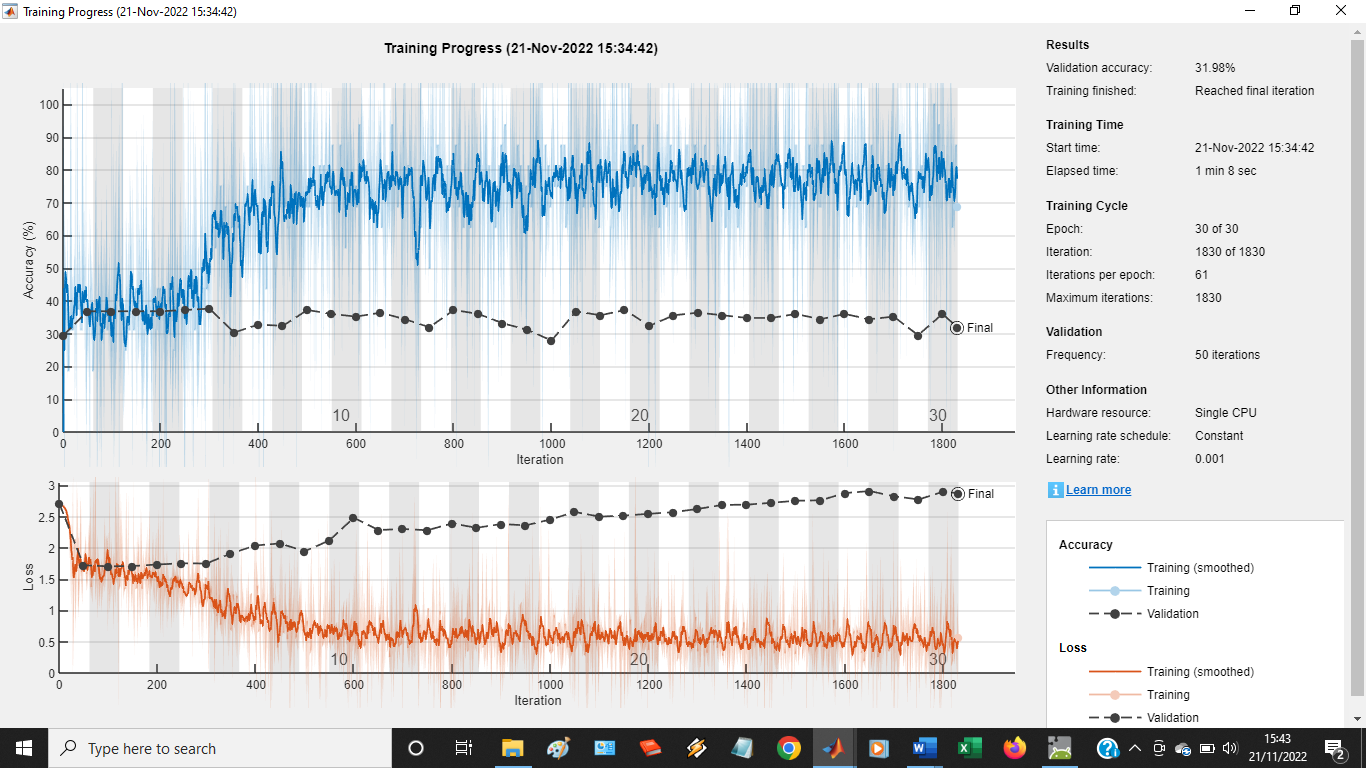 Training Progress (21-Nov-2022 15:34:42)
Training Progress (21-Nov-2022 15:34:42)
100
90
80
70
60
50
40
30
20
10
0
Accuracy (%)
Final
10
20
30
0 200 400 600 800 1000 1200 1400 1600 1800
Iteration
3
2.5
2
1.5
1
0.5
0
Loss
Final
10
20
30
0 200 400 600 800 1000 1200 1400 1600 1800
Iteration
Results
Validation accuracy: 31.98%
Training finished: Reached final iteration
Training Time
Start time: 21-Nov-2022 15:34:42
Elapsed time: 1 min 8 sec
Training Cycle
Epoch: 30 of 30
Iteration: 1830 of 1830
Iterations per epoch: 61
Maximum iterations: 1830
Validation
Frequency: 50 iterations
Other Information
Hardware resource: Single CPU
Learning rate schedule: Constant
Learning rate: 0.001
i Learn more
Accuracy
Training (smoothed)
Training
Validation
Loss
Training (smoothed)
Training
Validation
Type here to search
15:43
21/11/2022
2